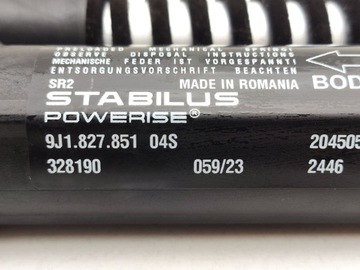 PRELOADED MECHANICAL SPRING!
OBSERVE DISPOSAL INSTRUCTIONS
MECHANISCHE FEDER IST VORGESPANNT!
ENTSORGUNGSVORSCHRIFT BEACHTEN
SR2 MADE IN ROMANIA BOD
STABILUS
POWERISE®
9J1.827.851 04S 204505
328190 059/23 2446